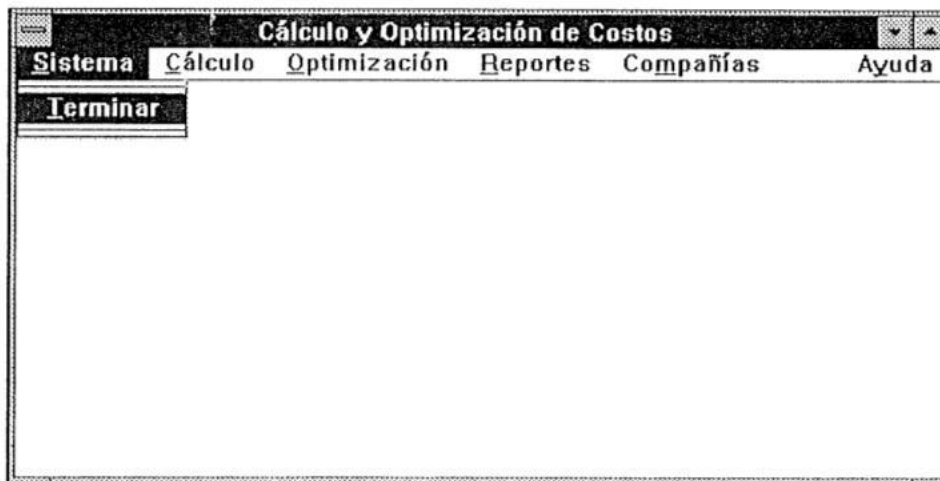 Cálculo y Optimización de Costos
Sistema Cálculo Optimización Reportes Compañías Ayuda
Terminar